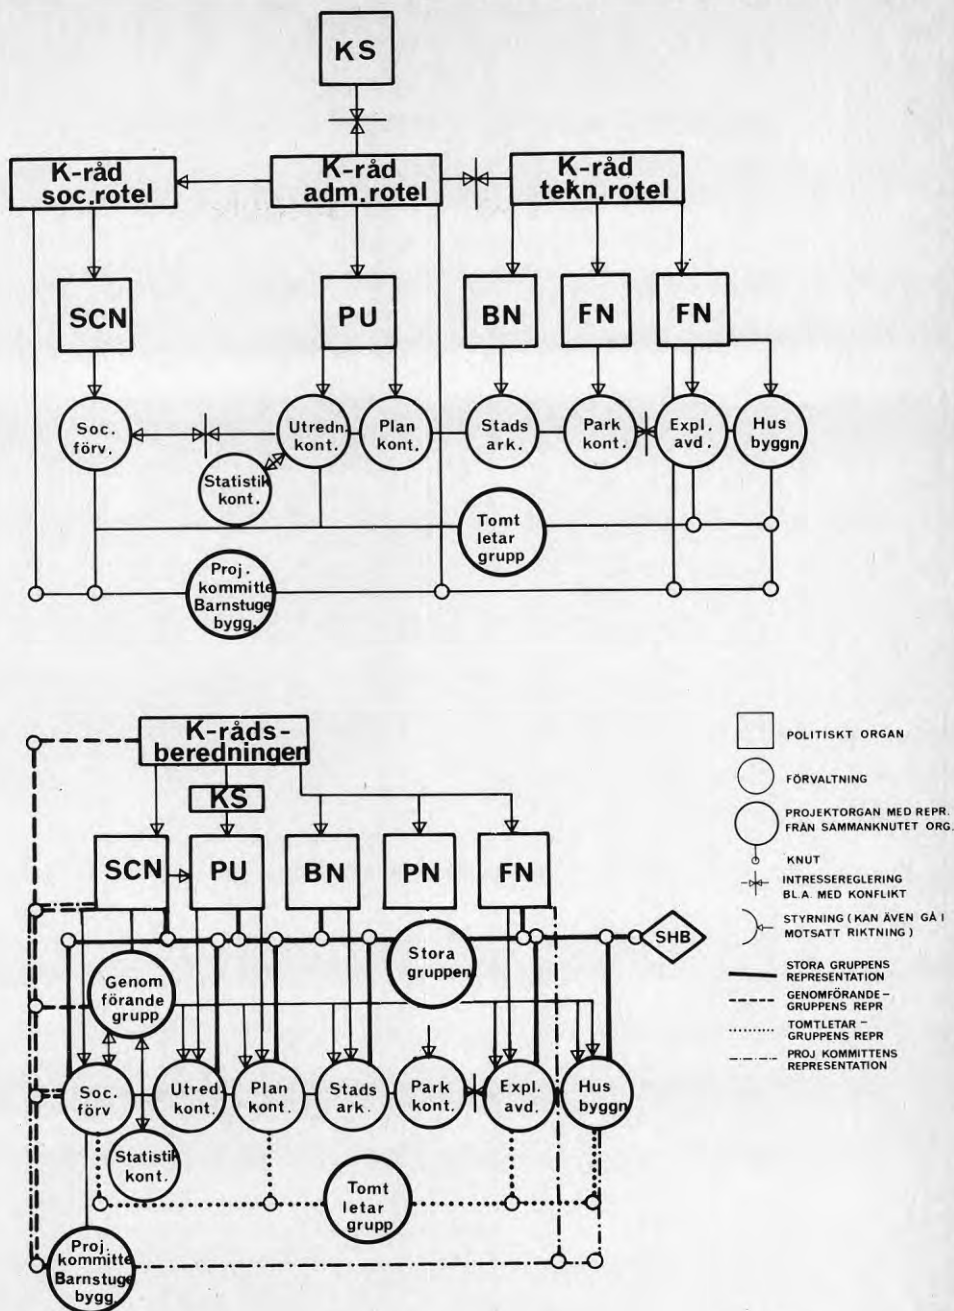 KS
K-råd
soc.rotel
K-råd
adm.rotel
K-råd
tekn.rotel
SCN
PU
BN
FN
FN
Soc.
förv.
Utredn.
kont.
Plan
kont.
Stads
ark.
Park
kont.
Expl.
avd.
Hus
byggn
Statistik
kont.
Tomt
letar
grupp
Proj.
kommitte
Barnstuge
bygg.
K-råds-
beredningen
KS
SCN
PU
BN
PN
FN
SHB
Stora
gruppen
Genom
förande
grupp
Soc.
förv
Utred.
kont.
Plan
kont.
Stads
ark.
Park
kont.
Expl.
avd.
Hus
byggn
Statistik
kont.
Tomt
letar
grupp
Proj.
kommitte
Barnstuge
bygg.
POLITISKT ORGAN
FÖRVALTNING
PROJEKTORGAN MED REPR.
FRÅN SAMMANKNUTET ORG.
KNUT
INTRESSEREGLERING
BL.A. MED KONFLIKT
STYRNING (KAN ÄVEN GÅ I
MOTSATT RIKTNING)
STORA GRUPPENS
REPRESENTATION
GENOMFÖRANDE-
GRUPPENS REPR
TOMTLETAR-
GRUPPENS REPR
PROJ KOMMITTENS
REPRESENTATION